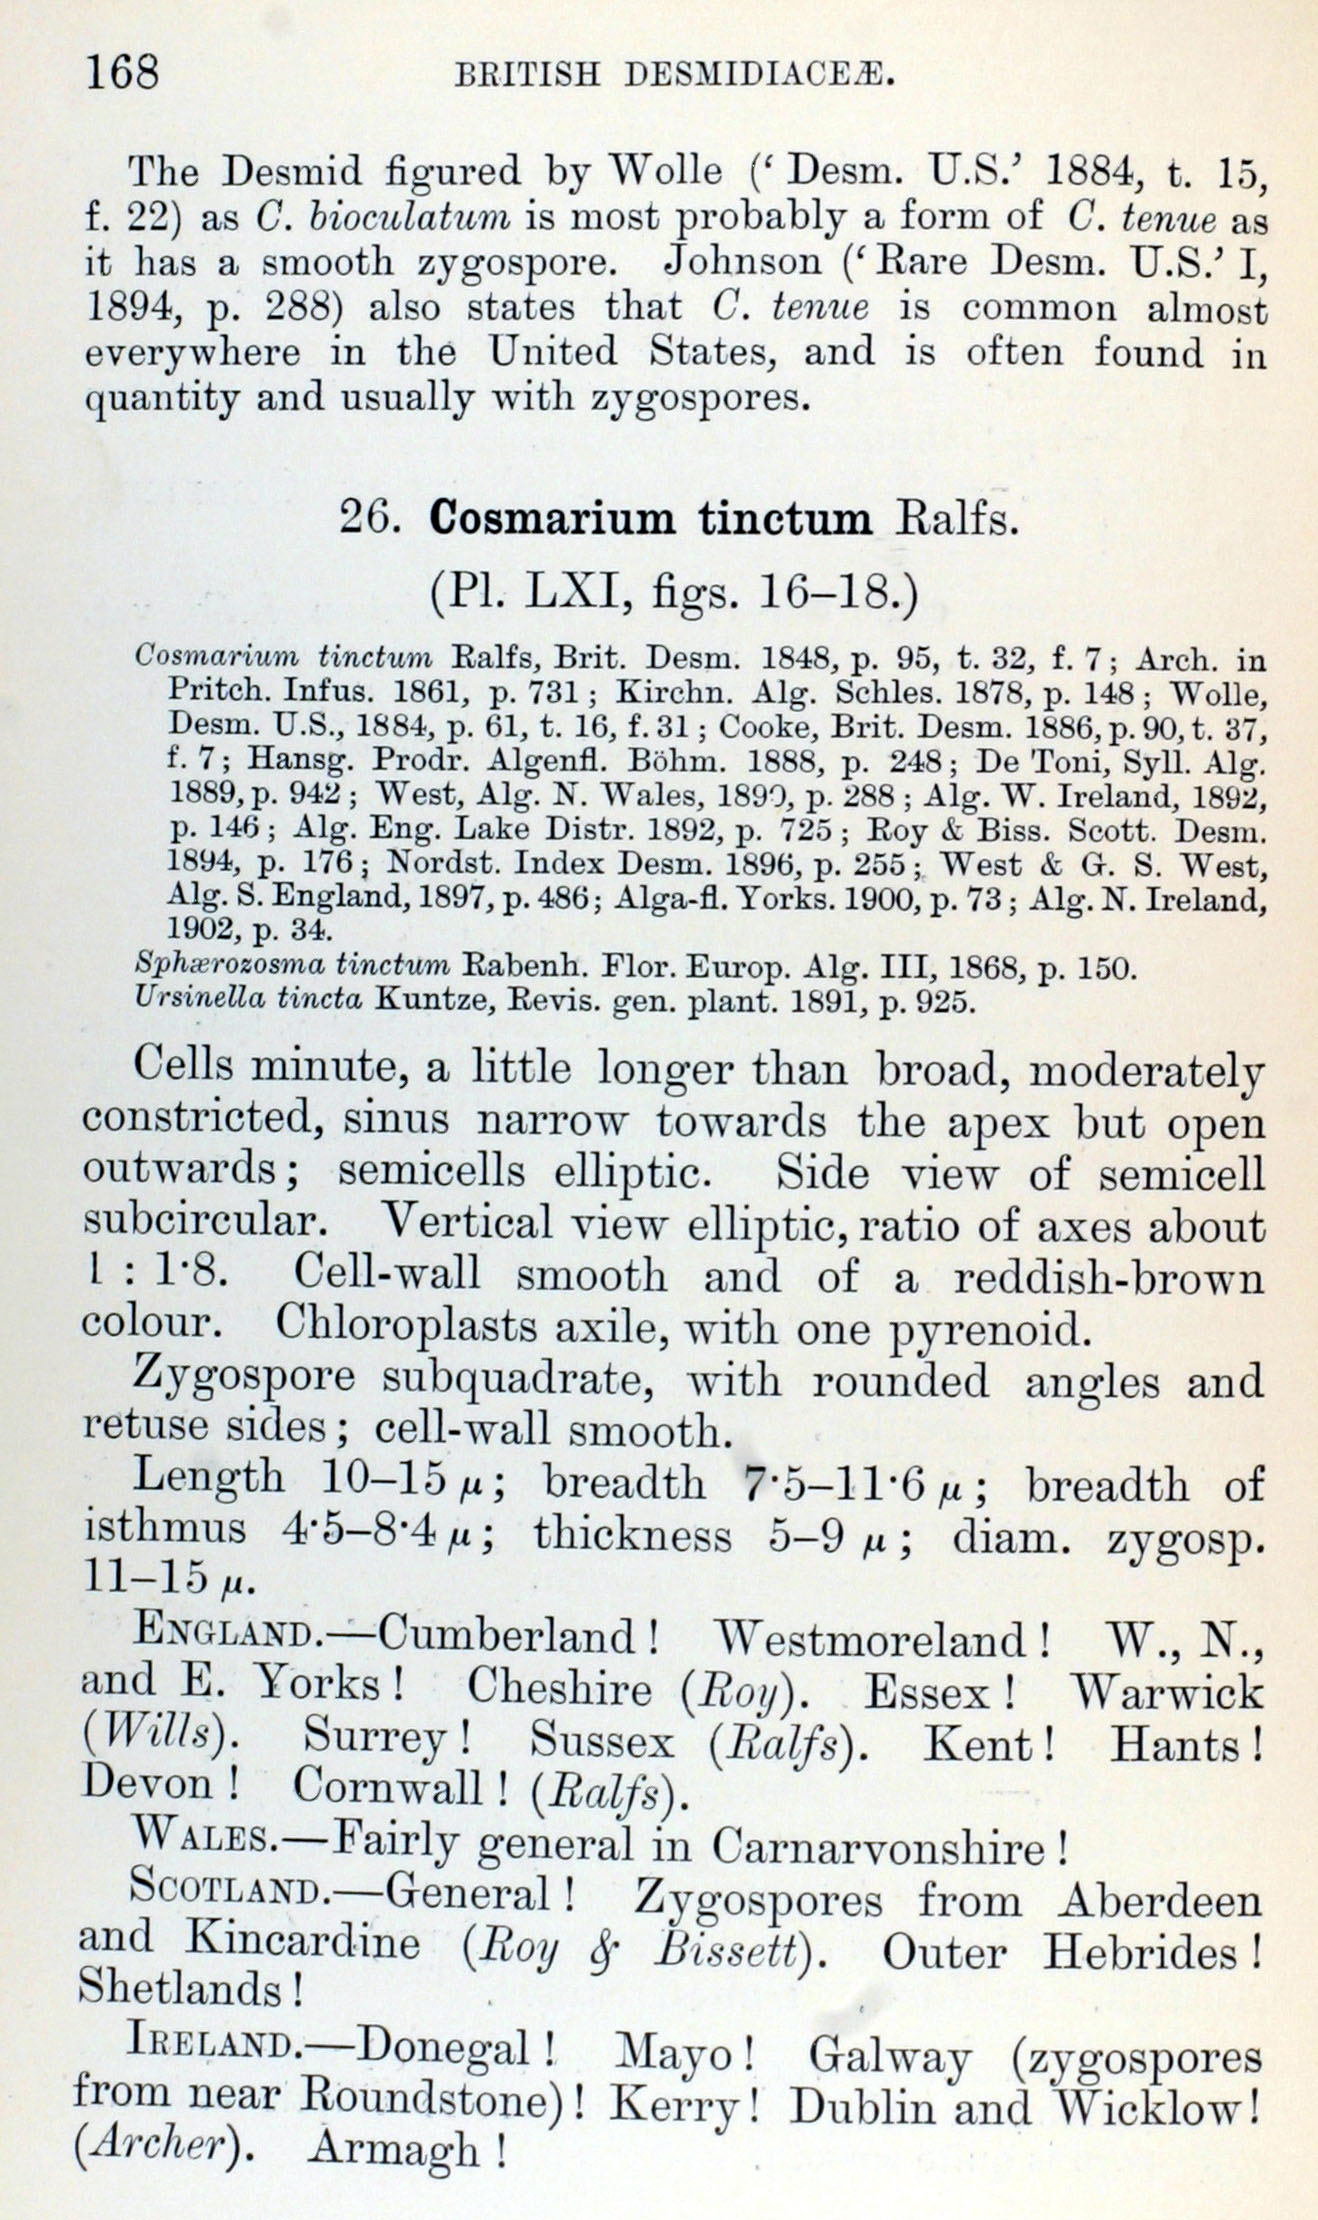 168 BRITISH DESMIDIACEÆ.
The Desmid figured by Wolle (‘ Desm. U.S.’ 1884, t. 15,
f. 22) as C. bioculatum is most probably a form of C. tenue as
it has a smooth zygospore. Johnson (‘ Rare Desm. U.S.’ I,
1894, p. 288) also states that C. tenue is common almost
everywhere in the United States, and is often found in
quantity and usually with zygospores.
26. Cosmarium tinctum Ralfs.
(Pl. LXI, figs. 16–18.)
Cosmarium tinctum Ralfs, Brit. Desm. 1848, p. 95, t. 32, f. 7 ; Arch. in
Pritch. Infus. 1861, p. 731 ; Kirchn. Alg. Schles. 1878, p. 148 ; Wolle,
Desm. U.S., 1884, p. 61, t. 16, f. 31 ; Cooke, Brit. Desm. 1886, p. 90, t. 37,
f. 7 ; Hansg. Prodr. Algenfl. Böhm. 1888, p. 248 ; De Toni, Syll. Alg.
1889, p. 942 ; West, Alg. N. Wales, 1890, p. 288 ; Alg. W. Ireland, 1892,
p. 146 ; Alg. Eng. Lake Distr. 1892, p. 725 ; Roy & Biss. Scott. Desm.
1894, p. 176 ; Nordst. Index Desm. 1896, p. 255 ; West & G. S. West,
Alg. S. England, 1897, p. 486 ; Alga-fl. Yorks. 1900, p. 73 ; Alg. N. Ireland,
1902, p. 34.
Sphærozosma tinctum Rabenh. Flor. Europ. Alg. III, 1868, p. 150.
Ursinella tincta Kuntze, Revis. gen. plant. 1891, p. 925.
Cells minute, a little longer than broad, moderately
constricted, sinus narrow towards the apex but open
outwards ; semicells elliptic. Side view of semicell
subcircular. Vertical view elliptic, ratio of axes about
1 : 1·8. Cell-wall smooth and of a reddish-brown
colour. Chloroplasts axile, with one pyrenoid.
Zygospore subquadrate, with rounded angles and
retuse sides ; cell-wall smooth.
Length 10–15 μ ; breadth 7·5–11·6 μ ; breadth of
isthmus 4·5–8·4 μ ; thickness 5–9 μ ; diam. zygosp.
11–15 μ.
ENGLAND.—Cumberland ! Westmoreland ! W., N.,
and E. Yorks ! Cheshire (Roy). Essex ! Warwick
(Wills). Surrey ! Sussex (Ralfs). Kent ! Hants !
Devon ! Cornwall ! (Ralfs).
WALES.—Fairly general in Carnarvonshire !
SCOTLAND.—General ! Zygospores from Aberdeen
and Kincardine (Roy & Bissett). Outer Hebrides !
Shetlands !
IRELAND.—Donegal ! Mayo ! Galway (zygospores
from near Roundstone) ! Kerry ! Dublin and Wicklow !
(Archer). Armagh !